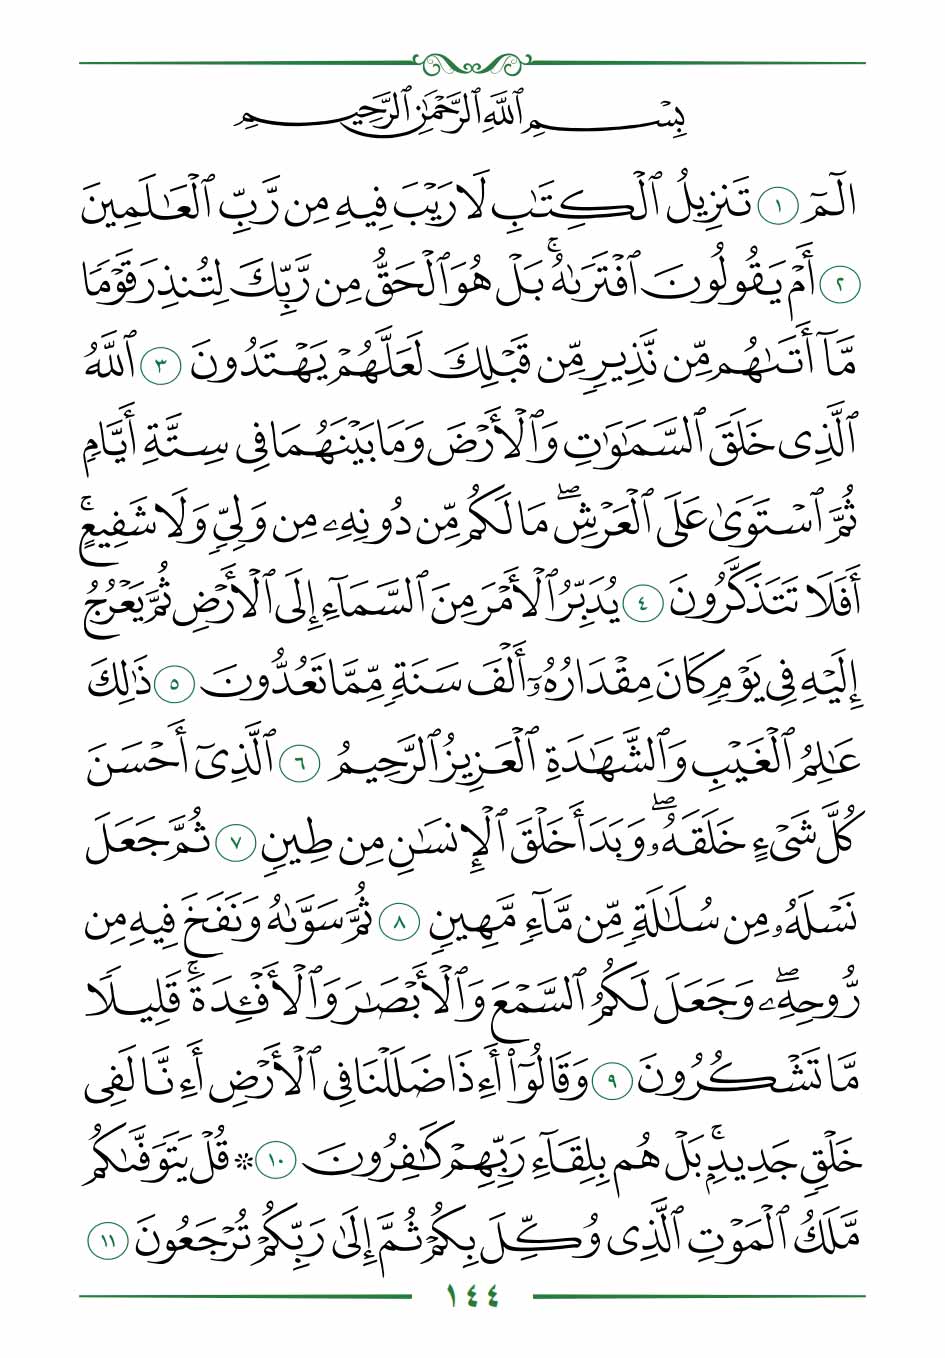 بِسْمِ ٱللَّهِ ٱلرَّحْمَٰنِ ٱلرَّحِيمِ
الٓمٓ ١ تَنزِيلُ ٱلْكِتَٰبِ لَا رَيْبَ فِيهِ مِن رَّبِّ ٱلْعَٰلَمِينَ
٢ أَمْ يَقُولُونَ ٱفْتَرَىٰهُۚ بَلْ هُوَ ٱلْحَقُّ مِن رَّبِّكَ لِتُنذِرَ قَوْمًا
مَّآ أَتَىٰهُم مِّن نَّذِيرٍ مِّن قَبْلِكَ لَعَلَّهُمْ يَهْتَدُونَ ٣ ٱللَّهُ
ٱلَّذِى خَلَقَ ٱلسَّمَٰوَٰتِ وَٱلْأَرْضَ وَمَا بَيْنَهُمَا فِى سِتَّةِ أَيَّامٍ
ثُمَّ ٱسْتَوَىٰ عَلَى ٱلْعَرْشِۖ مَا لَكُم مِّن دُونِهِۦ مِن وَلِىٍّ وَلَا شَفِيعٍۚ
أَفَلَا تَتَذَكَّرُونَ ٤ يُدَبِّرُ ٱلْأَمْرَ مِنَ ٱلسَّمَآءِ إِلَى ٱلْأَرْضِ ثُمَّ يَعْرُجُ
إِلَيْهِ فِى يَوْمٍ كَانَ مِقْدَارُهُۥٓ أَلْفَ سَنَةٍ مِّمَّا تَعُدُّونَ ٥ ذَٰلِكَ
عَٰلِمُ ٱلْغَيْبِ وَٱلشَّهَٰدَةِ ٱلْعَزِيزُ ٱلرَّحِيمُ ٦ ٱلَّذِىٓ أَحْسَنَ
كُلَّ شَىْءٍ خَلَقَهُۥۖ وَبَدَأَ خَلْقَ ٱلْإِنسَٰنِ مِن طِينٍ ٧ ثُمَّ جَعَلَ
نَسْلَهُۥ مِن سُلَٰلَةٍ مِّن مَّآءٍ مَّهِينٍ ٨ ثُمَّ سَوَّىٰهُ وَنَفَخَ فِيهِ مِن
رُّوحِهِۦۖ وَجَعَلَ لَكُمُ ٱلسَّمْعَ وَٱلْأَبْصَٰرَ وَٱلْأَفْـِٔدَةَۚ قَلِيلًا
مَّا تَشْكُرُونَ ٩ وَقَالُوٓا۟ أَءِذَا ضَلَلْنَا فِى ٱلْأَرْضِ أَءِنَّا لَفِى
خَلْقٍ جَدِيدٍۭۚ بَلْ هُم بِلِقَآءِ رَبِّهِمْ كَٰفِرُونَ ١٠ * قُلْ يَتَوَفَّىٰكُم
مَّلَكُ ٱلْمَوْتِ ٱلَّذِى وُكِّلَ بِكُمْ ثُمَّ إِلَىٰ رَبِّكُمْ تُرْجَعُونَ ١١
١٤٤